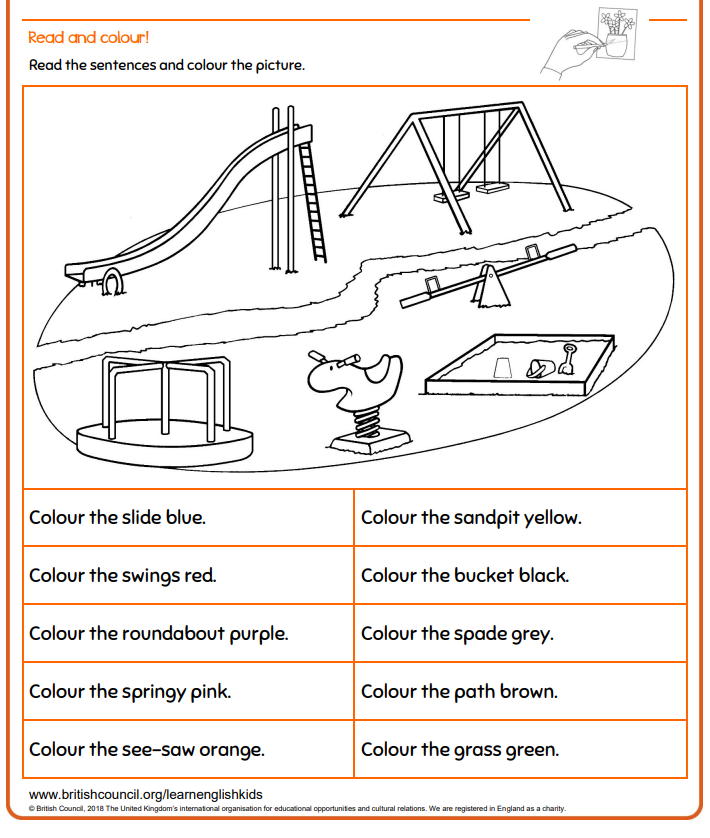 Read and colour!
Read the sentences and colour the picture.
Colour the slide blue.
Colour the sandpit yellow.
Colour the swings red.
Colour the bucket black.
Colour the roundabout purple.
Colour the spade grey.
Colour the springy pink.
Colour the path brown.
Colour the see-saw orange.
Colour the grass green.
www.britishcouncil.org/learnenglishkids
© British Council, 2018 The United Kingdom's international organisation for educational opportunities and cultural relations. We are registered in England as a charity.